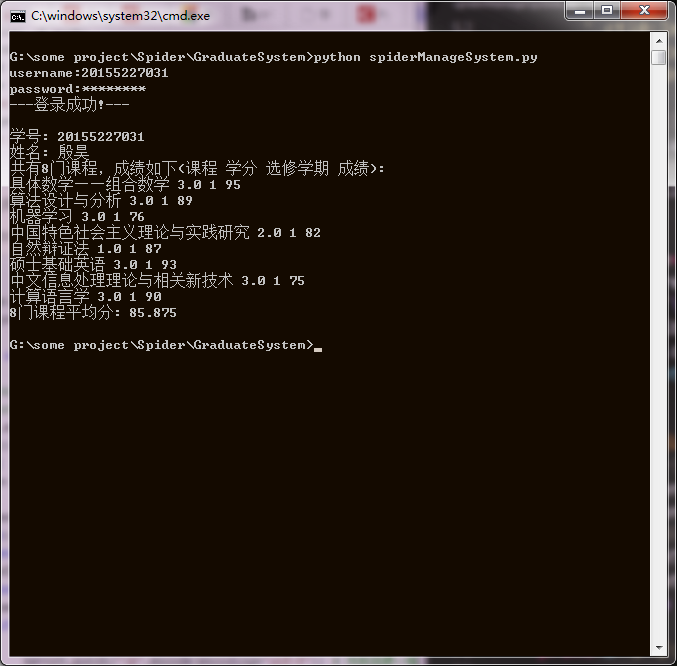 C:\windows\system32\cmd.exe
G:\some project\Spider\GraduateSystem>python spiderManageSystem.py
username:20155227031
password:********
---登录成功!---
学号: 20155227031
姓名: 殷昊
共有8门课程, 成绩如下(课程 学分 选修学期 成绩):
具体数学——组合数学 3.0 1 95
算法设计与分析 3.0 1 89
机器学习 3.0 1 76
中国特色社会主义理论与实践研究 2.0 1 82
自然辩证法 1.0 1 87
硕士基础英语 3.0 1 93
中文信息处理理论与相关新技术 3.0 1 75
计算语言学 3.0 1 90
8门课程平均分: 85.875
G:\some project\Spider\GraduateSystem>